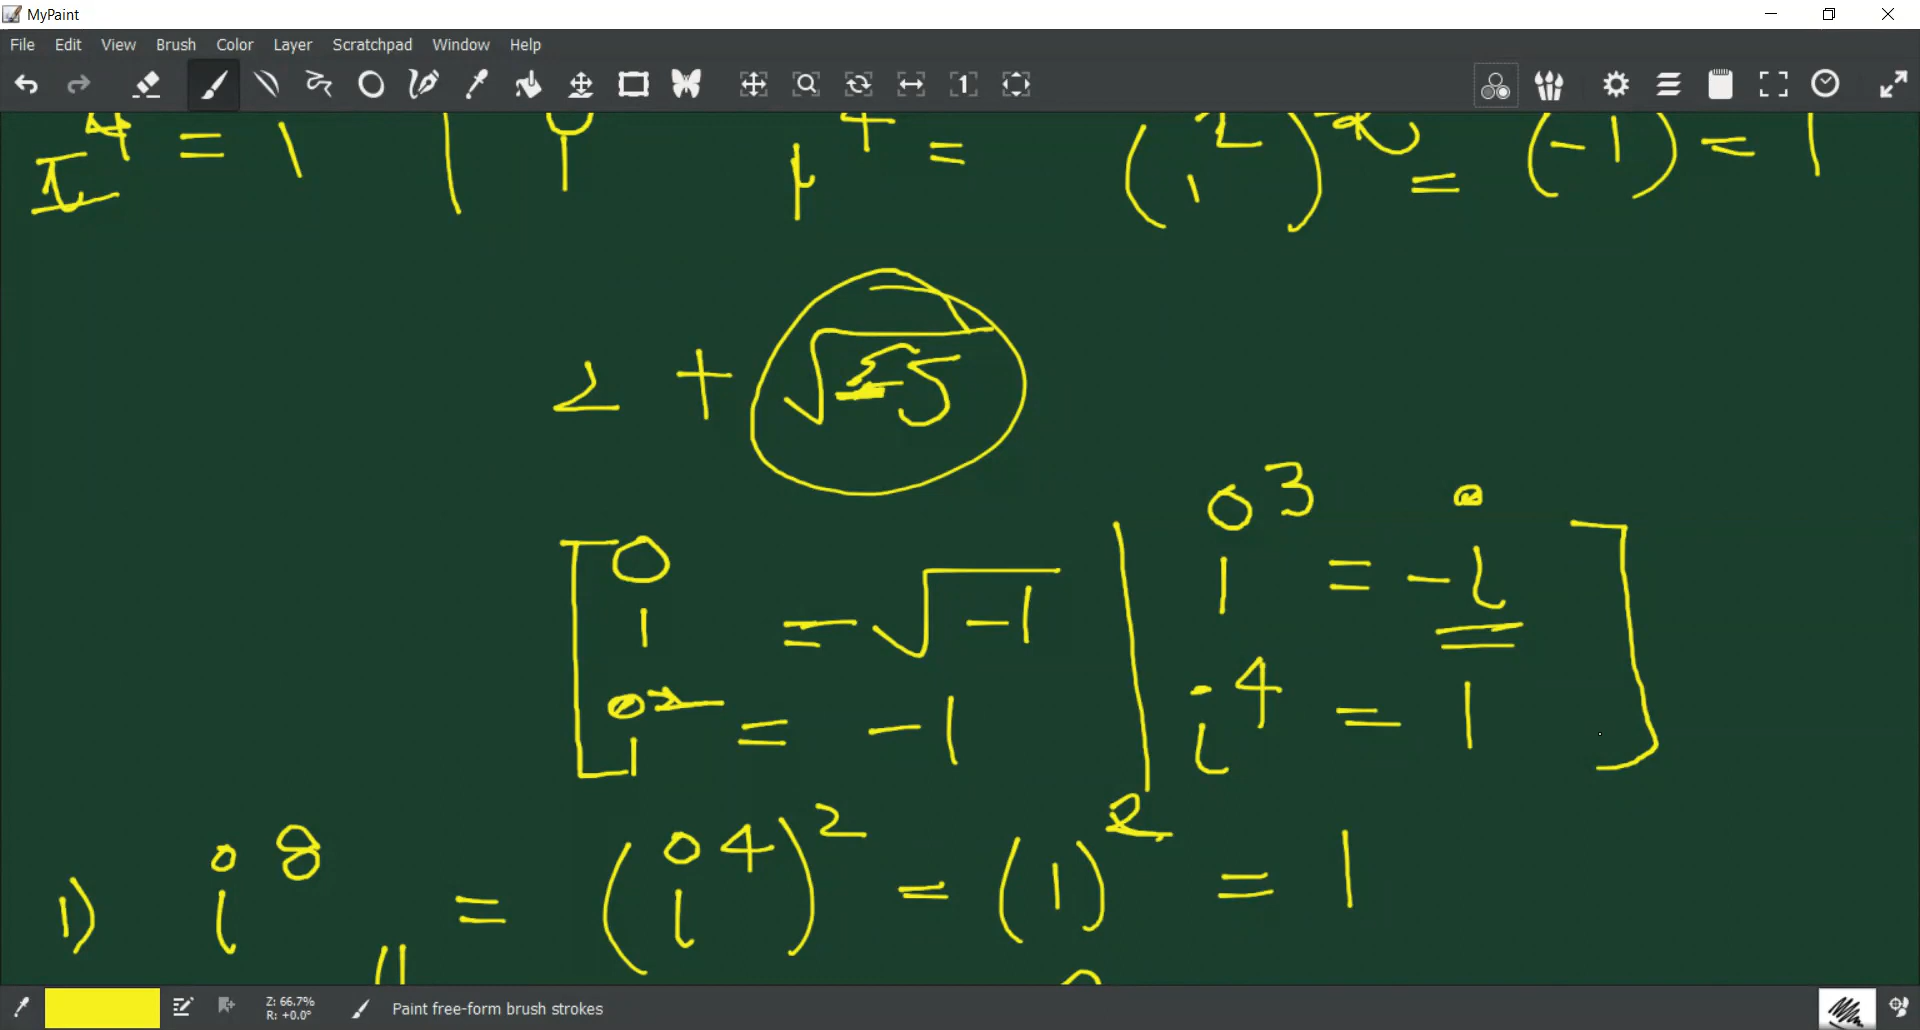 MyPaint
File Edit View Brush Color Layer Scratchpad Window Help
i⁴ = 1 | i⁴ = (i²)² = (-1) = 1
2 + √-5
i = √-1 | i³ = -i
i² = -1 | i⁴ = 1
1) i⁸ = (i⁴)² = (1)² = 1
Z: 66.7%
R: +0.0°
Paint free-form brush strokes